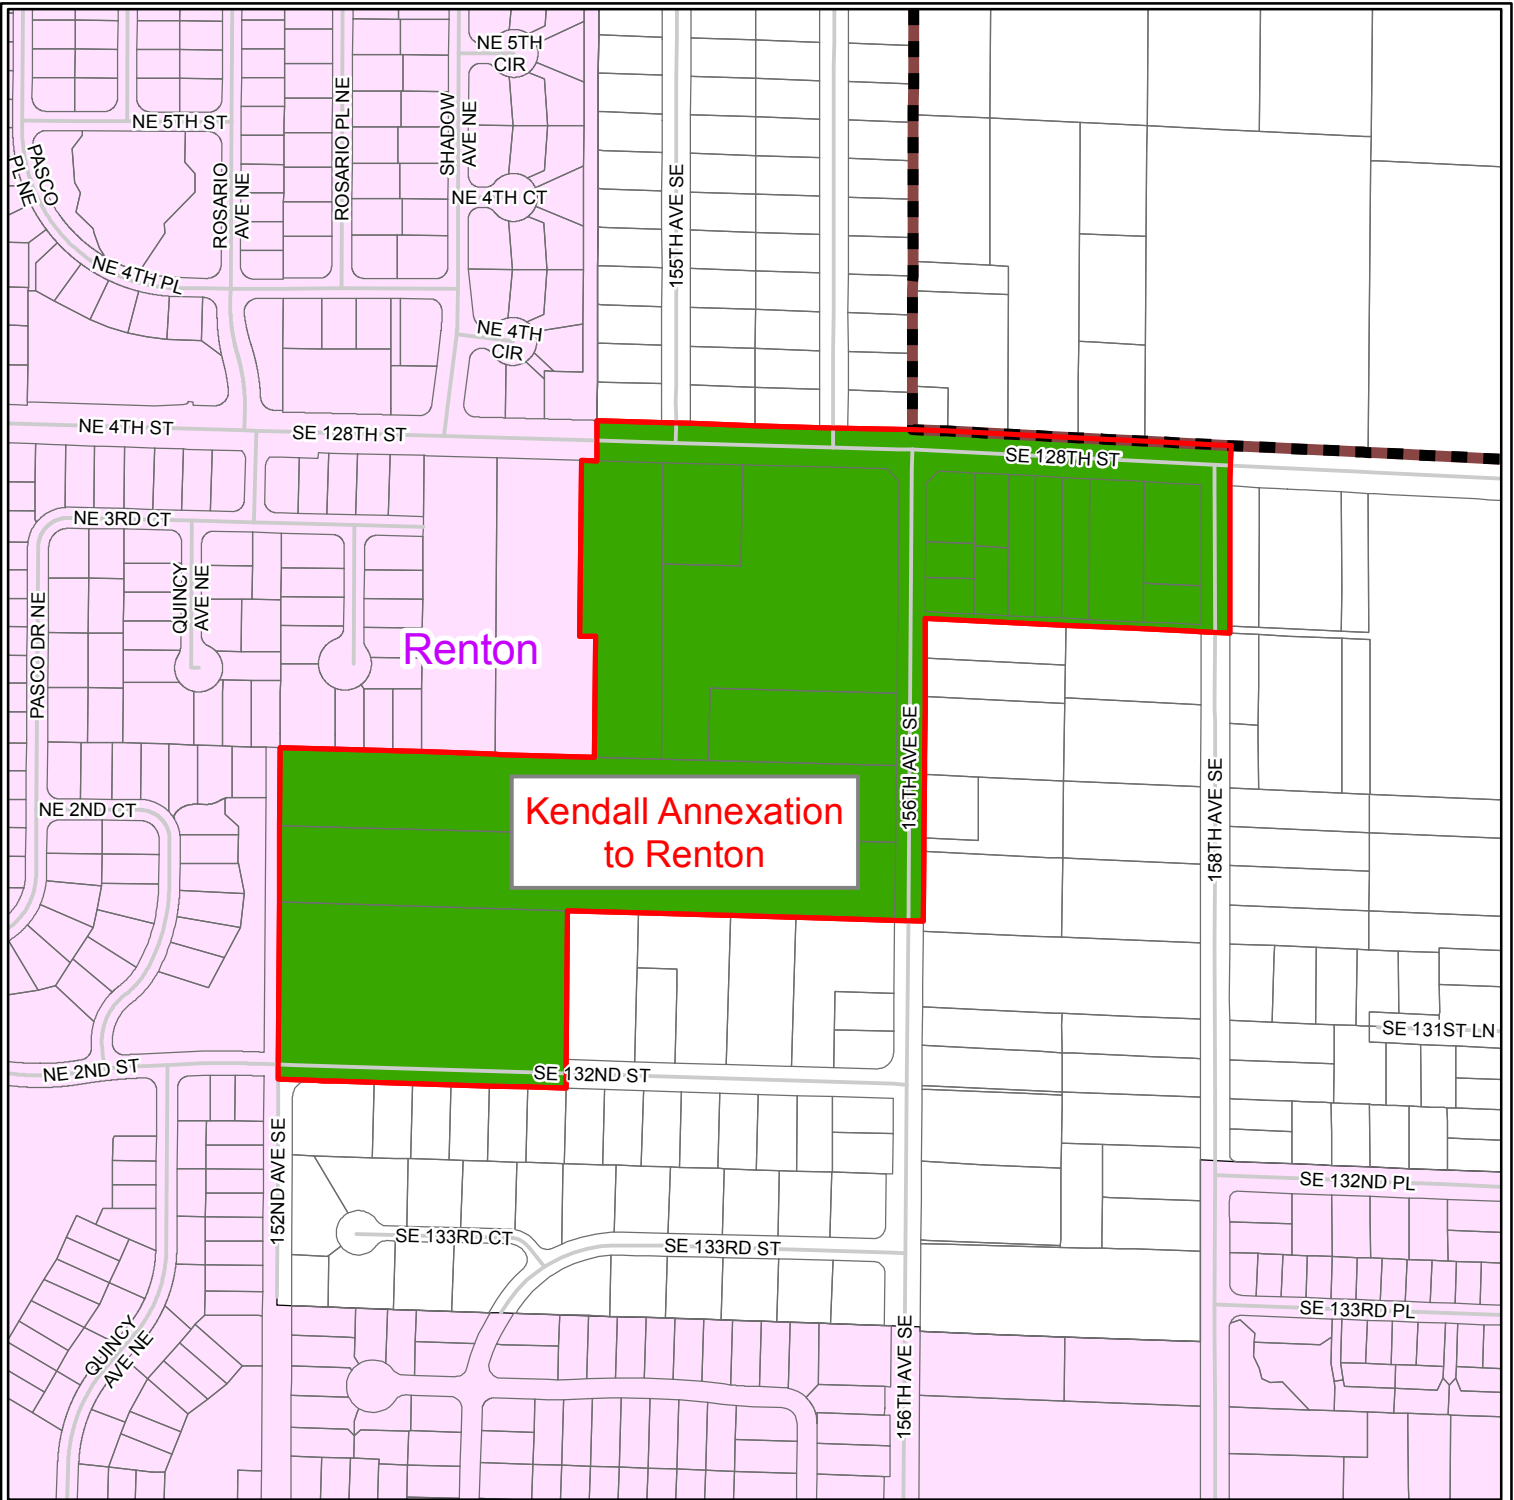 NE 5TH
CIR
NE 5TH ST
PASCO
PL NE
ROSARIO
AVE NE
ROSARIO PL NE
SHADOW
AVE NE
NE 4TH CT
155TH AVE SE
NE 4TH PL
NE 4TH
CIR
NE 4TH ST
SE 128TH ST
SE 128TH ST
NE 3RD CT
QUINCY
AVE NE
PASCO DR NE
Renton
156TH AVE SE
158TH AVE SE
NE 2ND CT
Kendall Annexation
to Renton
SE 131ST LN
NE 2ND ST
SE 132ND ST
152ND AVE SE
SE 132ND PL
SE 133RD CT
SE 133RD ST
SE 133RD PL
QUINCY
AVE NE
156TH AVE SE